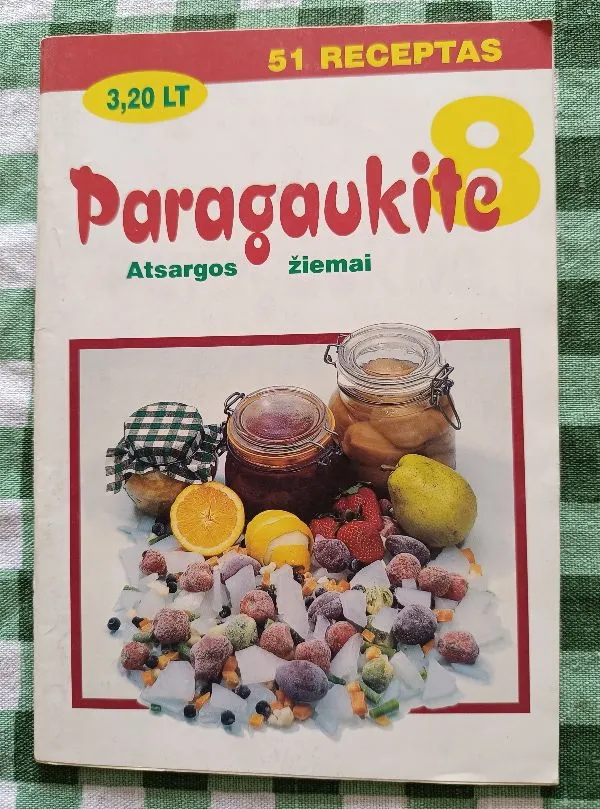 51 RECEPTAS
3,20 LT
8
Paragaukite
Atsargos žiemai